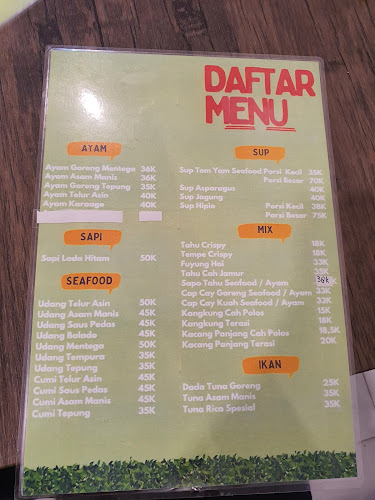 DAFTAR
MENU
AYAM
Ayam Goreng Mentega 36K
Ayam Asam Manis 36K
Ayam Goreng Tepung 35K
Ayam Telur Asin 40K
Ayam Karaage 40K
SAPI
Sapi Lada Hitam 50K
SEAFOOD
Udang Telur Asin 50K
Udang Asam Manis 45K
Udang Saus Pedas 45K
Udang Balado 45K
Udang Mentega 50K
Udang Tempura 35K
Udang Tepung 35K
Cumi Telur Asin 45K
Cumi Saus Pedas 45K
Cumi Asam Manis 45K
Cumi Tepung 35K
SUP
Sup Tom Yam Seafood Porsi Kecil 35K
Porsi Besar 70K
Sup Asparagus 40K
Sup Jagung 40K
Sup Hipio Porsi Kecil 38K
Porsi Besar 75K
MIX
Tahu Crispy 18K
Tempe Crispy 18K
Fuyung Hai 33K
Tahu Cah Jamur 35K
Sapo Tahu Seafood / Ayam 38K
Cap Cay Goreng Seafood / Ayam 33K
Cap Cay Kuah Seafood / Ayam 33K
Kangkung Cah Polos 15K
Kangkung Terasi 18K
Kacang Panjang Cah Polos 18,5K
Kacang Panjang Terasi 20K
IKAN
Dada Tuna Goreng 25K
Tuna Asam Manis 35K
Tuna Rica Spesial 35K